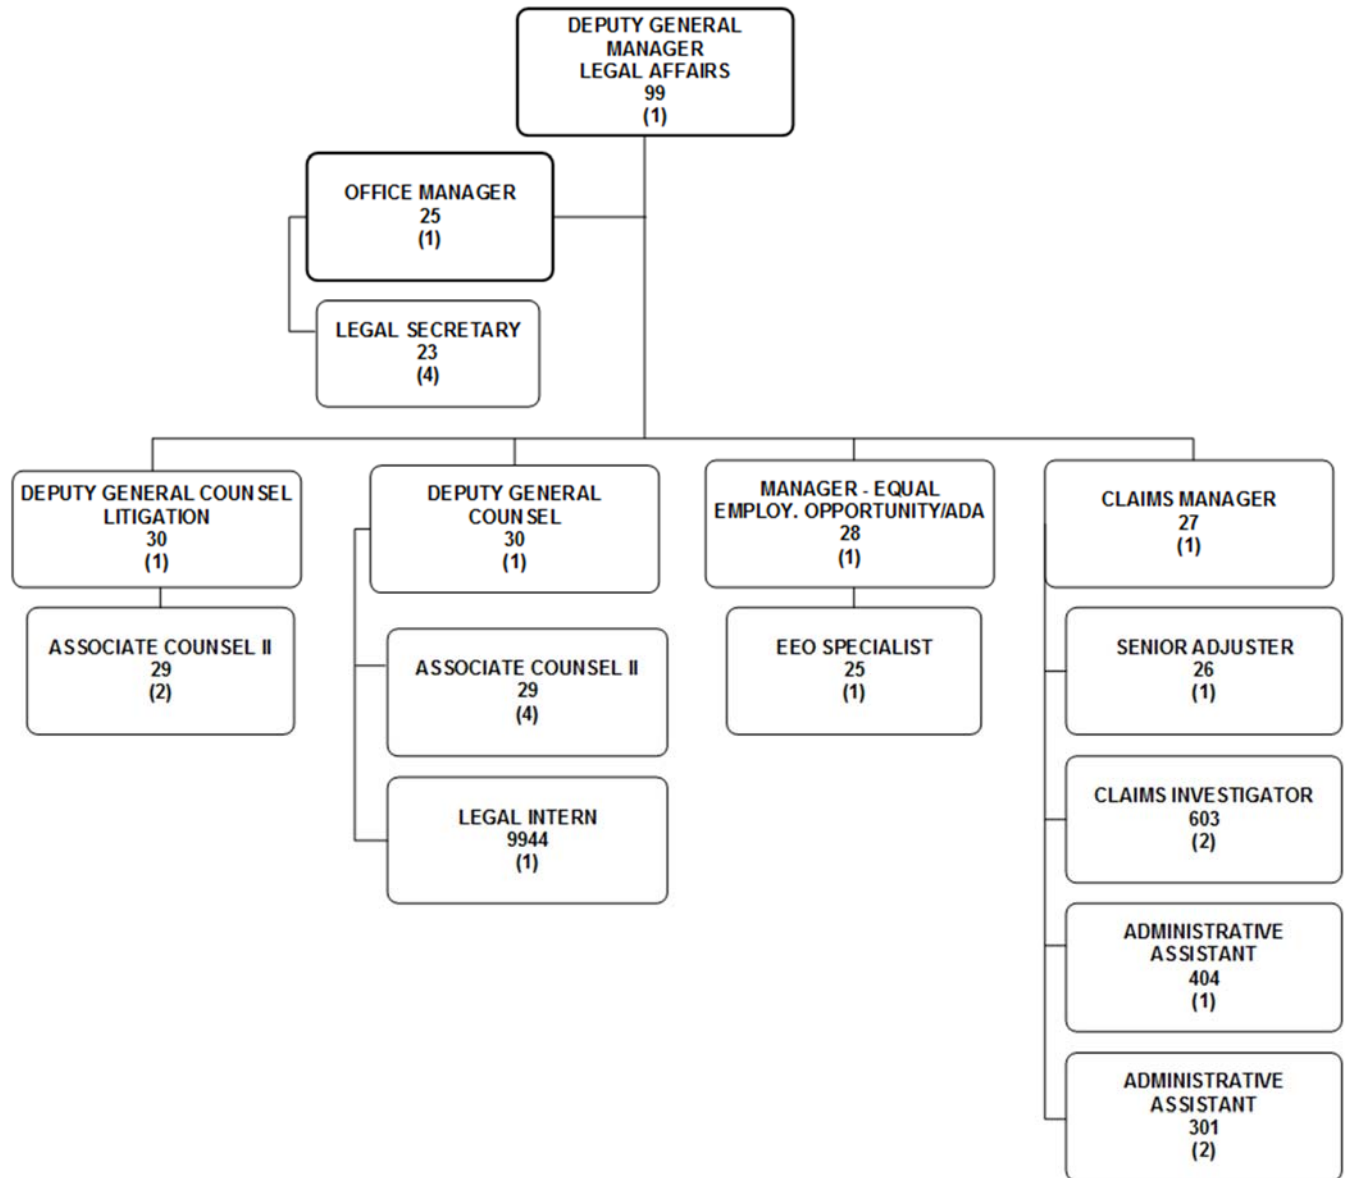 DEPUTY GENERAL
MANAGER
LEGAL AFFAIRS
99
(1)
OFFICE MANAGER
25
(1)
LEGAL SECRETARY
23
(4)
DEPUTY GENERAL COUNSEL
LITIGATION
30
(1)
ASSOCIATE COUNSEL II
29
(2)
DEPUTY GENERAL
COUNSEL
30
(1)
ASSOCIATE COUNSEL II
29
(4)
LEGAL INTERN
9944
(1)
MANAGER - EQUAL
EMPLOY. OPPORTUNITY/ADA
28
(1)
EEO SPECIALIST
25
(1)
CLAIMS MANAGER
27
(1)
SENIOR ADJUSTER
26
(1)
CLAIMS INVESTIGATOR
603
(2)
ADMINISTRATIVE
ASSISTANT
404
(1)
ADMINISTRATIVE
ASSISTANT
301
(2)